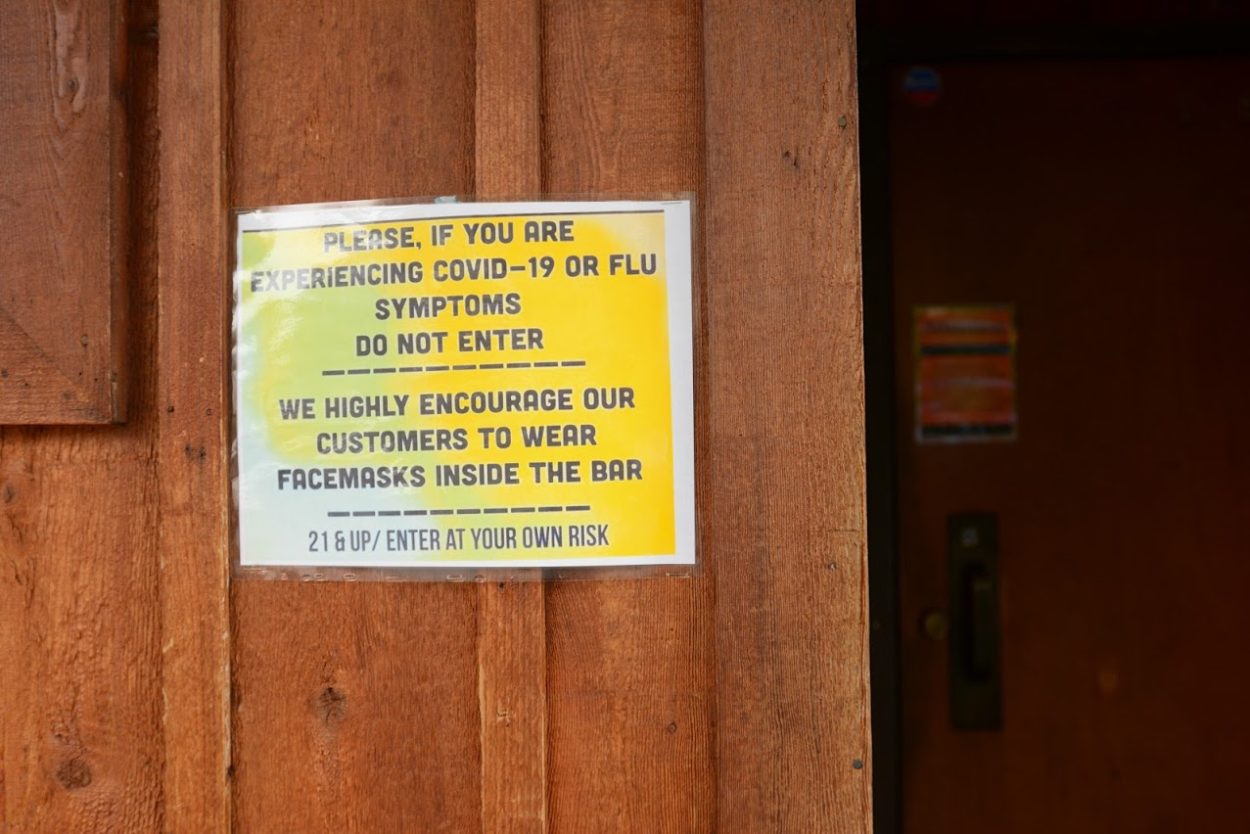 PLEASE, IF YOU ARE
EXPERIENCING COVID-19 OR FLU
SYMPTOMS
DO NOT ENTER
WE HIGHLY ENCOURAGE OUR
CUSTOMERS TO WEAR
FACEMASKS INSIDE THE BAR
21 & UP/ ENTER AT YOUR OWN RISK